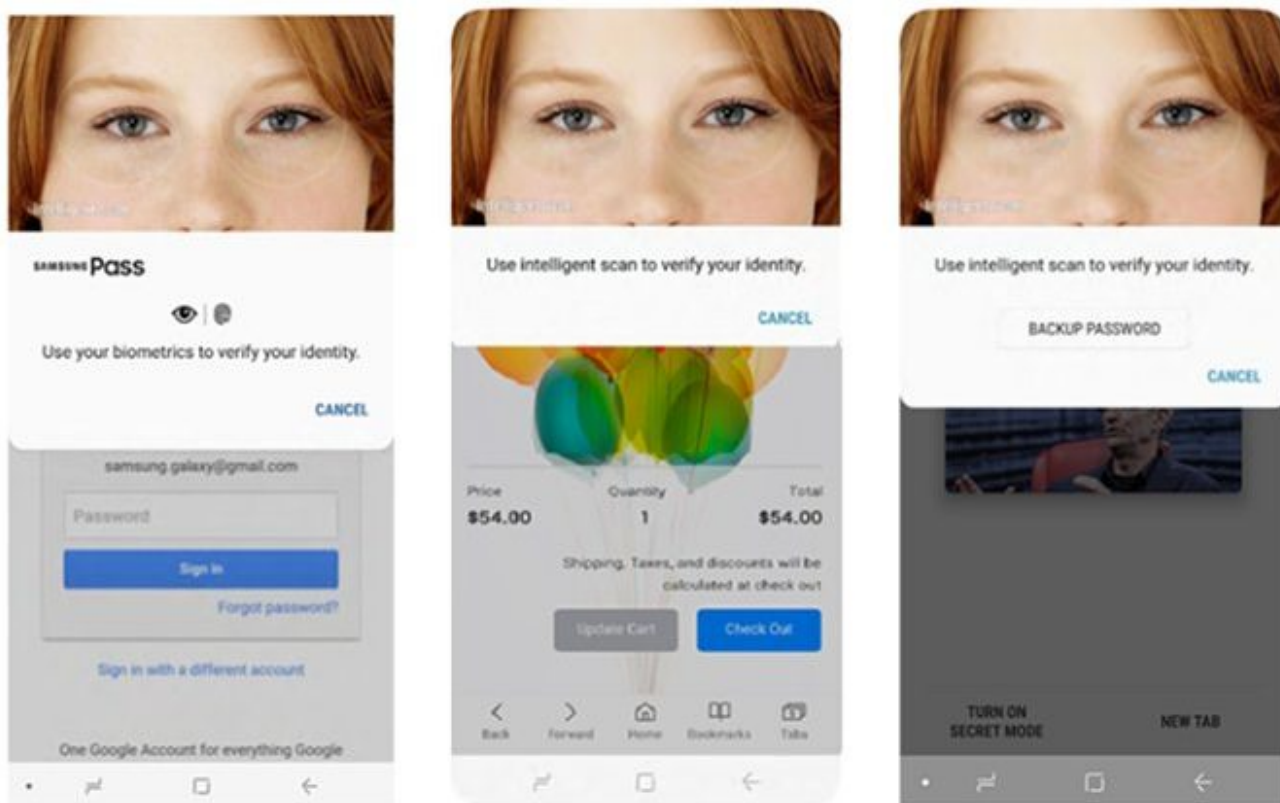 SAMSUNG Pass
Use your biometrics to verify your identity.
CANCEL
samsung.galaxy@gmail.com
Password
Sign in
Forgot password?
Sign in with a different account
One Google Account for everything Google
Use intelligent scan to verify your identity.
CANCEL
Price Quantity Total
$54.00 1 $54.00
Shipping, Taxes, and discounts will be
calculated at check out
Update Cart Check Out
Back Forward Home Bookmarks Tabs
Use intelligent scan to verify your identity.
BACKUP PASSWORD
CANCEL
TURN ON
SECRET MODE
NEW TAB